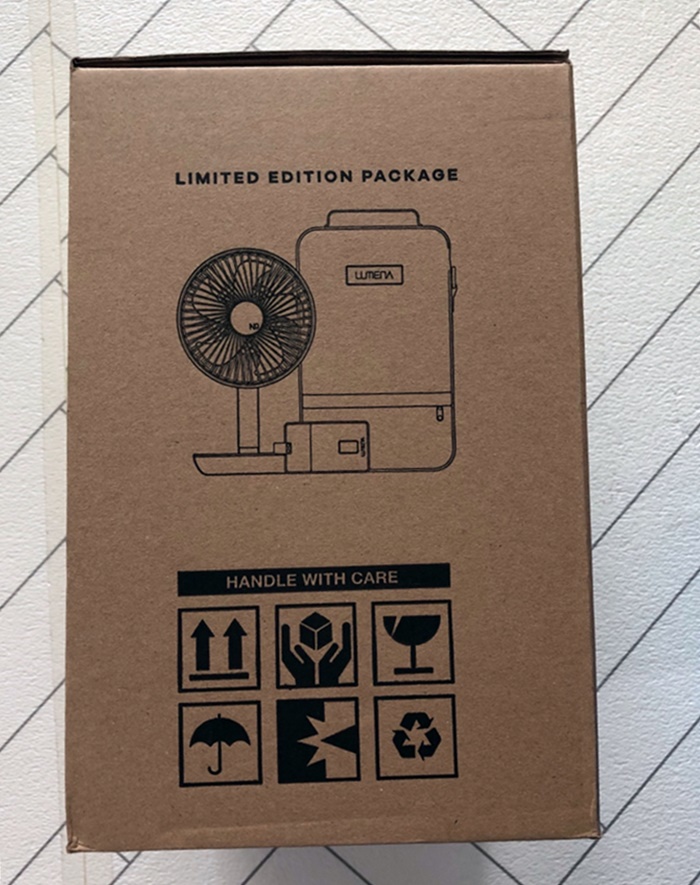 LIMITED EDITION PACKAGE
LUMENA
HANDLE WITH CARE